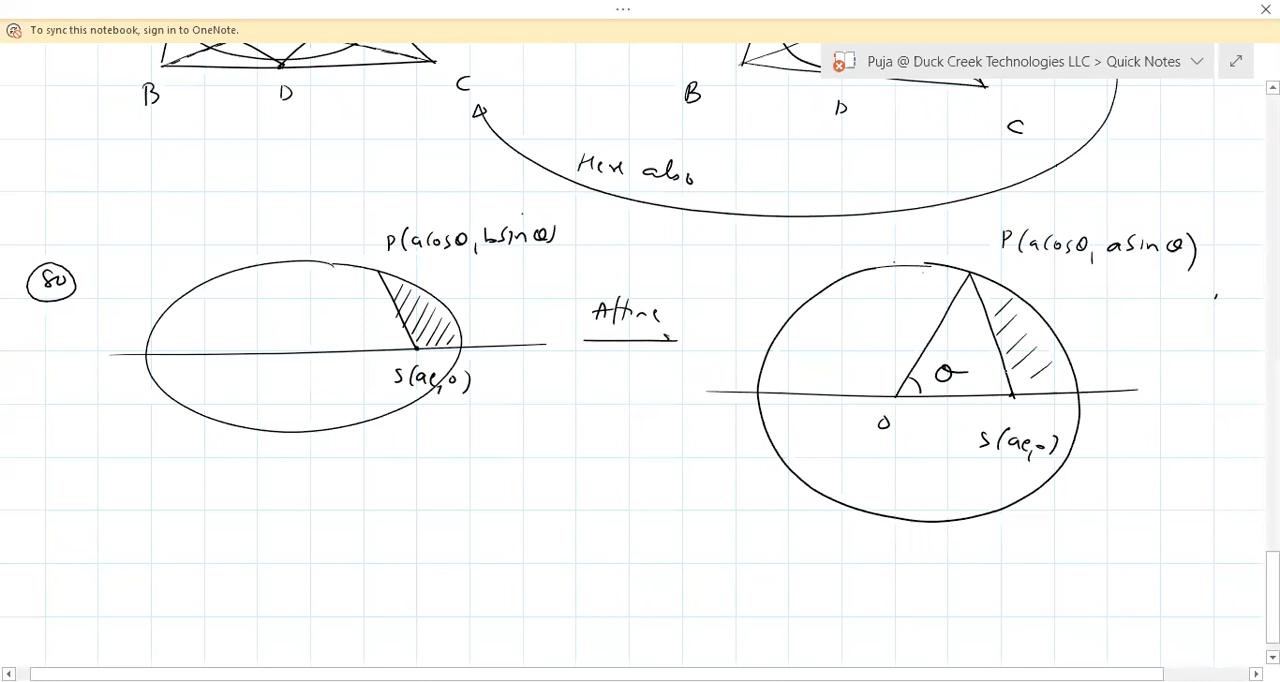 ...
To sync this notebook, sign in to OneNote.
Puja @ Duck Creek Technologies LLC > Quick Notes
B D C
B D C
Here also
80
P(acosθ, bsinθ)
S(ae,0)
Affine
P(acosθ, asinθ)
θ
O
S(ae,0)